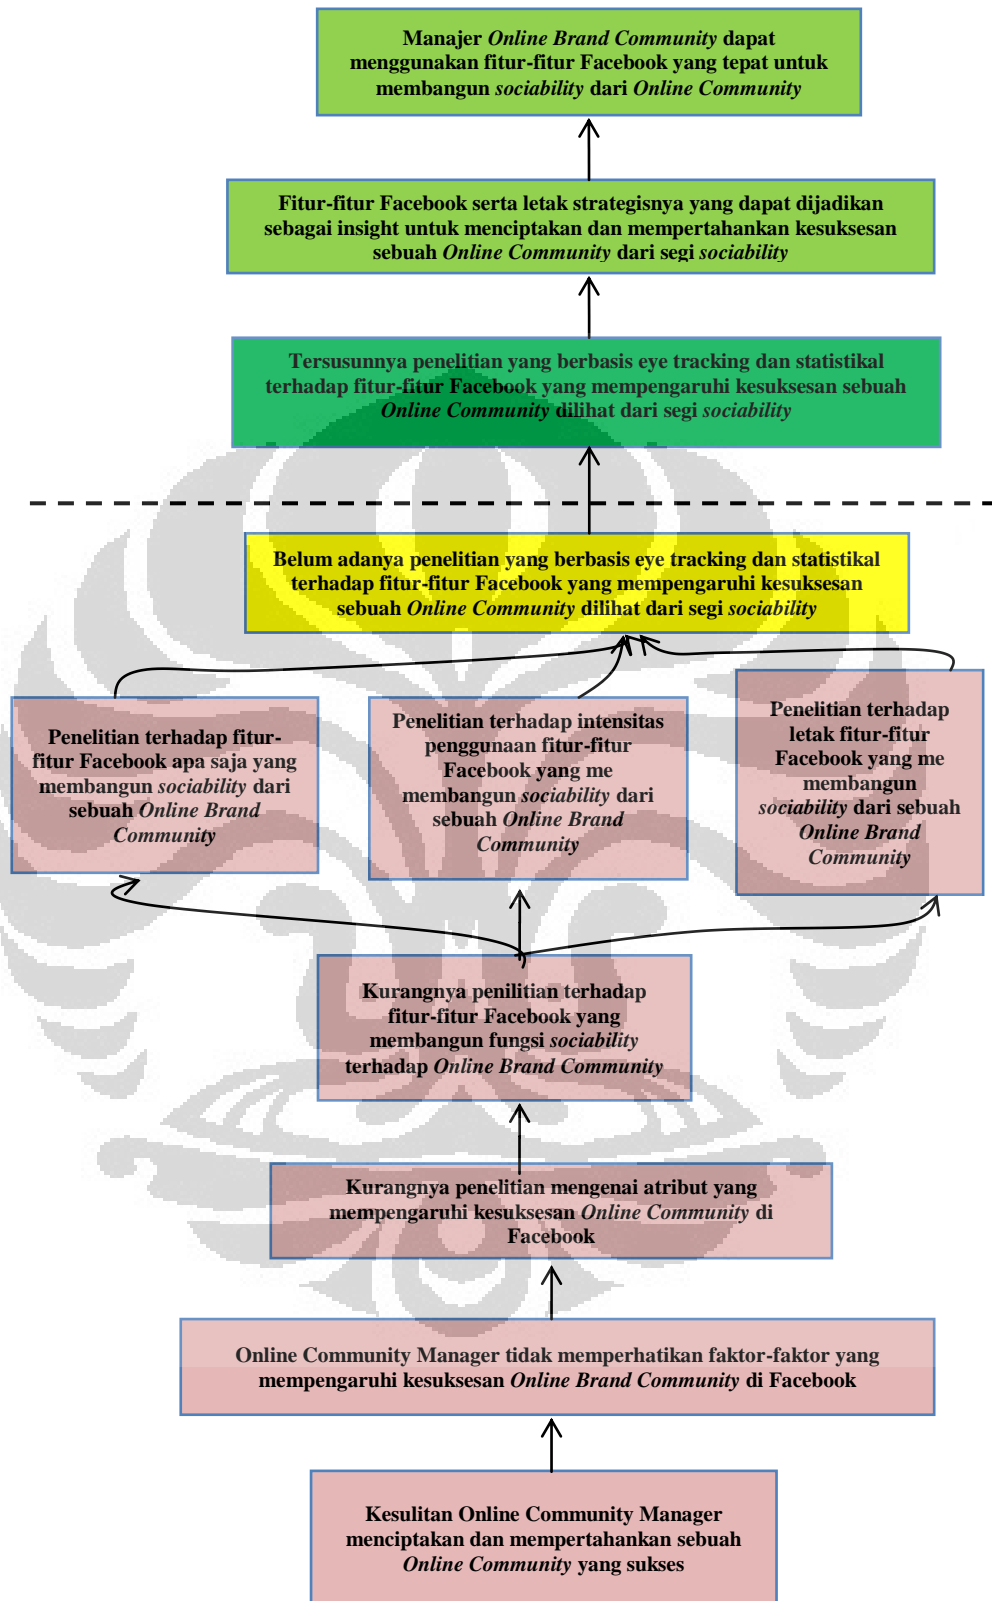 Manajer Online Brand Community dapat
menggunakan fitur-fitur Facebook yang tepat untuk
membangun sociability dari Online Community
Fitur-fitur Facebook serta letak strategisnya yang dapat dijadikan
sebagai insight untuk menciptakan dan mempertahankan kesuksesan
sebuah Online Community dari segi sociability
Tersusunnya penelitian yang berbasis eye tracking dan statistikal
terhadap fitur-fitur Facebook yang mempengaruhi kesuksesan sebuah
Online Community dilihat dari segi sociability
Belum adanya penelitian yang berbasis eye tracking dan statistikal
terhadap fitur-fitur Facebook yang mempengaruhi kesuksesan
sebuah Online Community dilihat dari segi sociability
Penelitian terhadap fitur-
fitur Facebook apa saja yang
membangun sociability dari
sebuah Online Brand
Community
Penelitian terhadap intensitas
penggunaan fitur-fitur
Facebook yang me
membangun sociability dari
sebuah Online Brand
Community
Penelitian terhadap
letak fitur-fitur
Facebook yang me
membangun
sociability dari sebuah
Online Brand
Community
Kurangnya penilitian terhadap
fitur-fitur Facebook yang
membangun fungsi sociability
terhadap Online Brand Community
Kurangnya penelitian mengenai atribut yang
mempengaruhi kesuksesan Online Community di
Facebook
Online Community Manager tidak memperhatikan faktor-faktor yang
mempengaruhi kesuksesan Online Brand Community di Facebook
Kesulitan Online Community Manager
menciptakan dan mempertahankan sebuah
Online Community yang sukses